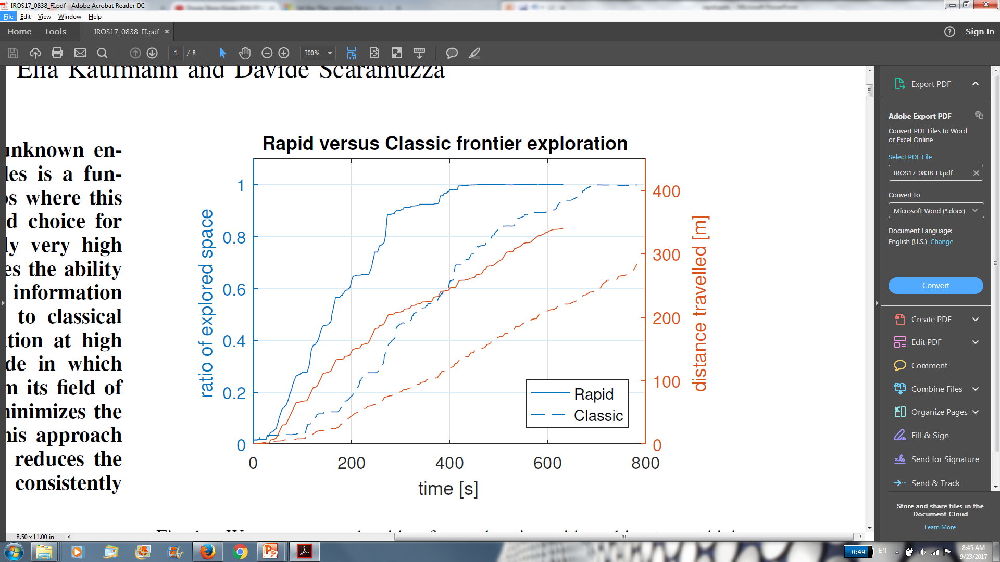 IROS17_0838_FI.pdf - Adobe Acrobat Reader DC
File Edit View Window Help
Home Tools IROS17_0838_FI.pdf × Sign In
1 / 8 300%
Elia Kaufmann and Davide Scaramuzza
unknown en-
les is a fun-
os where this
d choice for
ly very high
es the ability
information
to classical
tion at high
de in which
m its field of
minimizes the
his approach
reduces the
consistently
Rapid versus Classic frontier exploration
ratio of explored space
1
0.8
0.6
0.4
0.2
0
distance travelled [m]
400
300
200
100
0
Rapid
Classic
0 200 400 600 800
time [s]
8.50 x 11.00 in
Export PDF
Adobe Export PDF
Convert PDF Files to Word
or Excel Online
Select PDF File
IROS17_0838_FI.pdf
Convert to
Microsoft Word (*.docx)
Document Language:
English (U.S.) Change
Convert
Create PDF
Edit PDF
Comment
Combine Files
Organize Pages
Fill & Sign
Send for Signature
Send & Track
Store and share files in the
Document Cloud
Learn More
0:49 EN 8:45 AM
9/23/2017